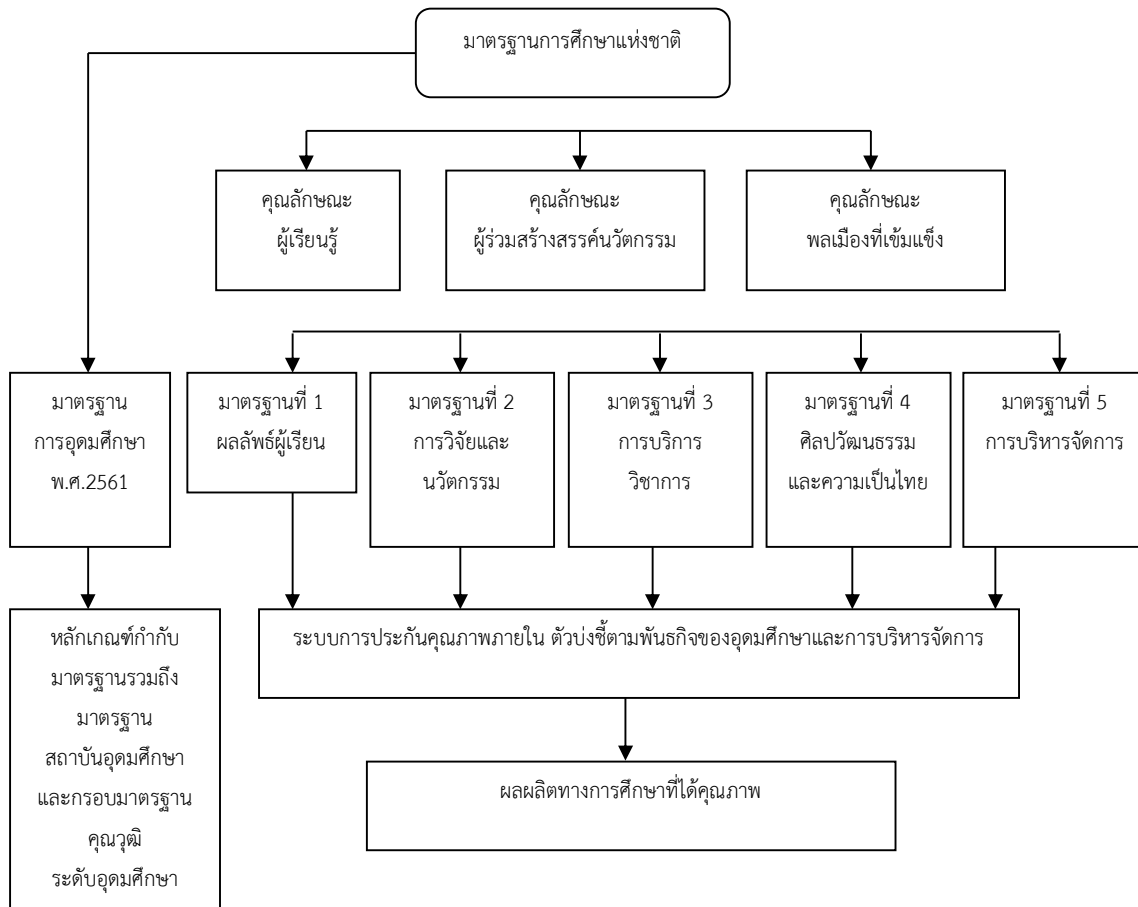 มาตรฐานการศึกษาแห่งชาติ
คุณลักษณะ
ผู้เรียนรู้
คุณลักษณะ
ผู้ร่วมสร้างสรรค์นวัตกรรม
คุณลักษณะ
พลเมืองที่เข้มแข็ง
มาตรฐาน
การอุดมศึกษา
พ.ศ.2561
มาตรฐานที่ 1
ผลลัพธ์ผู้เรียน
มาตรฐานที่ 2
การวิจัยและ
นวัตกรรม
มาตรฐานที่ 3
การบริการ
วิชาการ
มาตรฐานที่ 4
ศิลปวัฒนธรรม
และความเป็นไทย
มาตรฐานที่ 5
การบริหารจัดการ
หลักเกณฑ์กำกับ
มาตรฐานรวมถึง
มาตรฐาน
สถาบันอุดมศึกษา
และกรอบมาตรฐาน
คุณวุฒิ
ระดับอุดมศึกษา
ระบบการประกันคุณภาพภายใน ตัวบ่งชี้ตามพันธกิจของอุดมศึกษาและการบริหารจัดการ
ผลผลิตทางการศึกษาที่ได้คุณภาพ